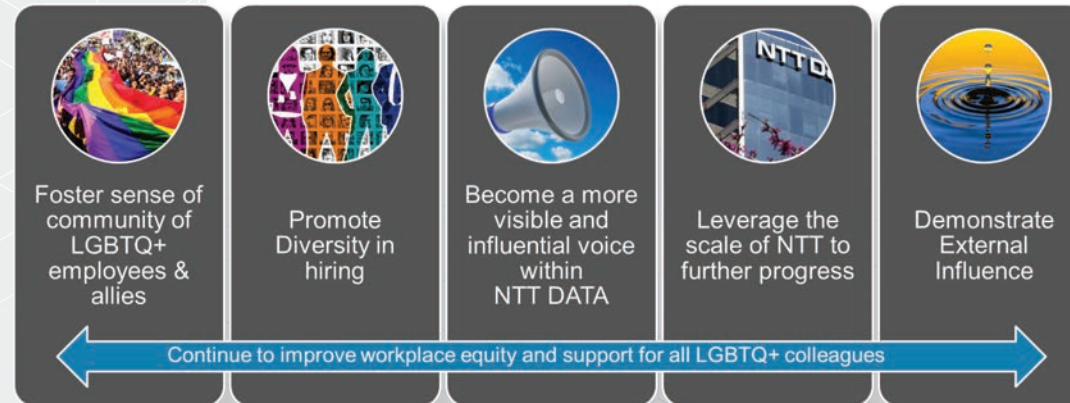 NTT D
Foster sense of
community of
LGBTQ+
employees &
allies
Promote
Diversity in
hiring
Become a more
visible and
influential voice
within
NTT DATA
Leverage the
scale of NTT to
further progress
Demonstrate
External
Influence
Continue to improve workplace equity and support for all LGBTQ+ colleagues